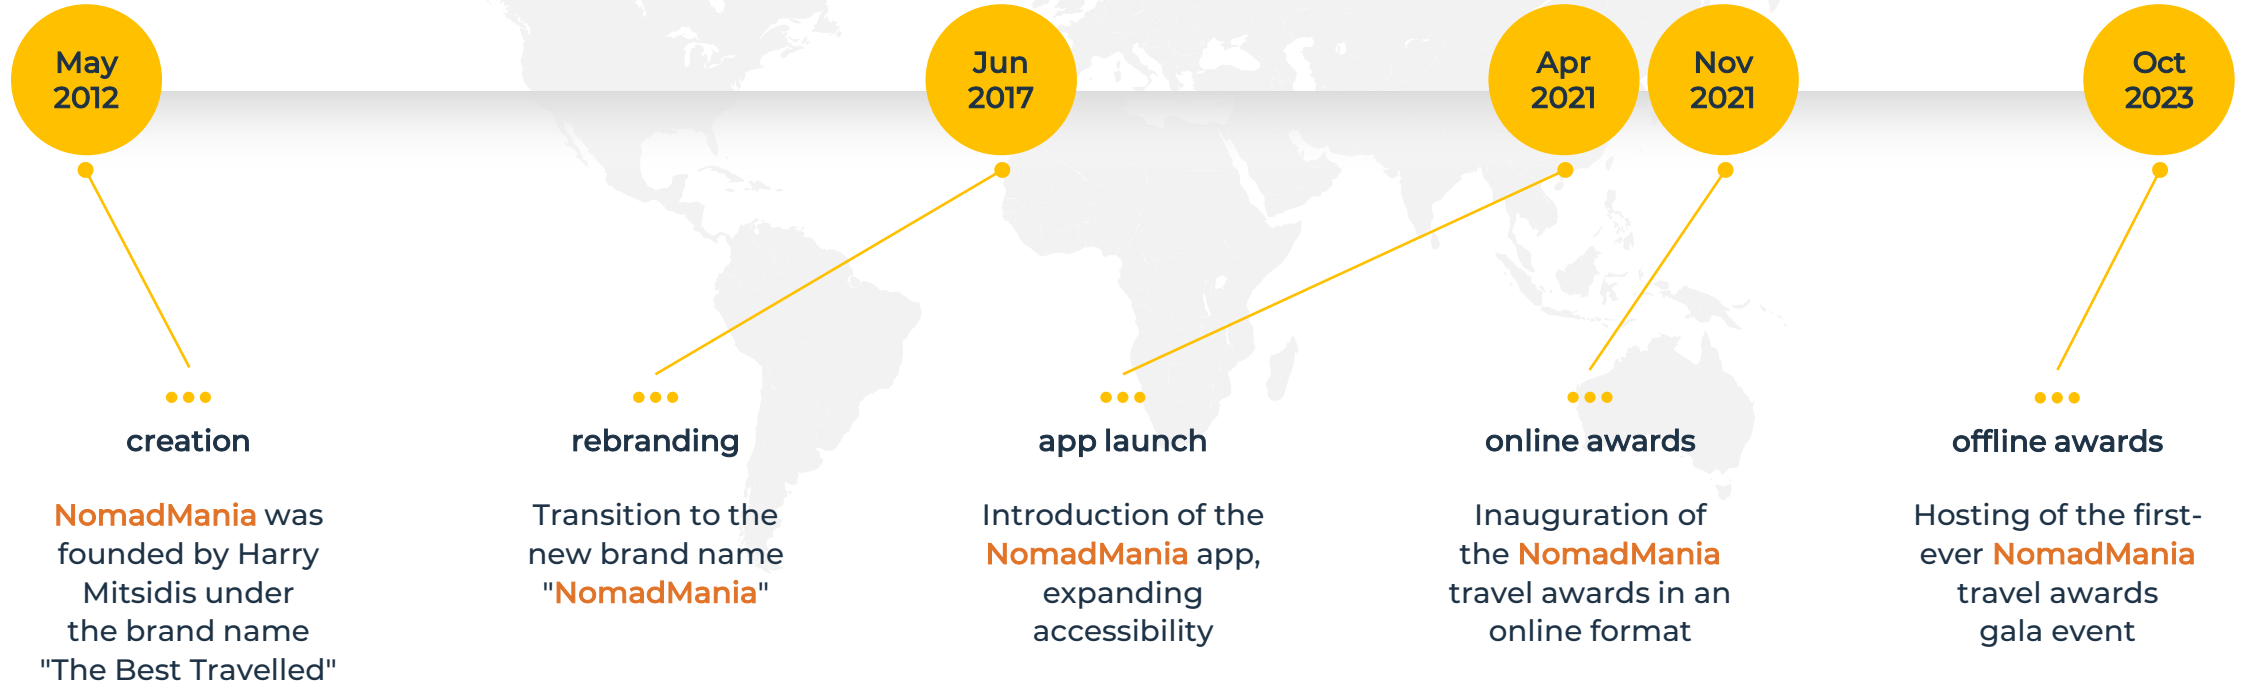 May
2012
Jun
2017
Apr
2021
Nov
2021
Oct
2023
creation
NomadMania was
founded by Harry
Mitsidis under
the brand name
"The Best Travelled"
rebranding
Transition to the
new brand name
"NomadMania"
app launch
Introduction of the
NomadMania app,
expanding
accessibility
online awards
Inauguration of
the NomadMania
travel awards in an
online format
offline awards
Hosting of the first-
ever NomadMania
travel awards
gala event